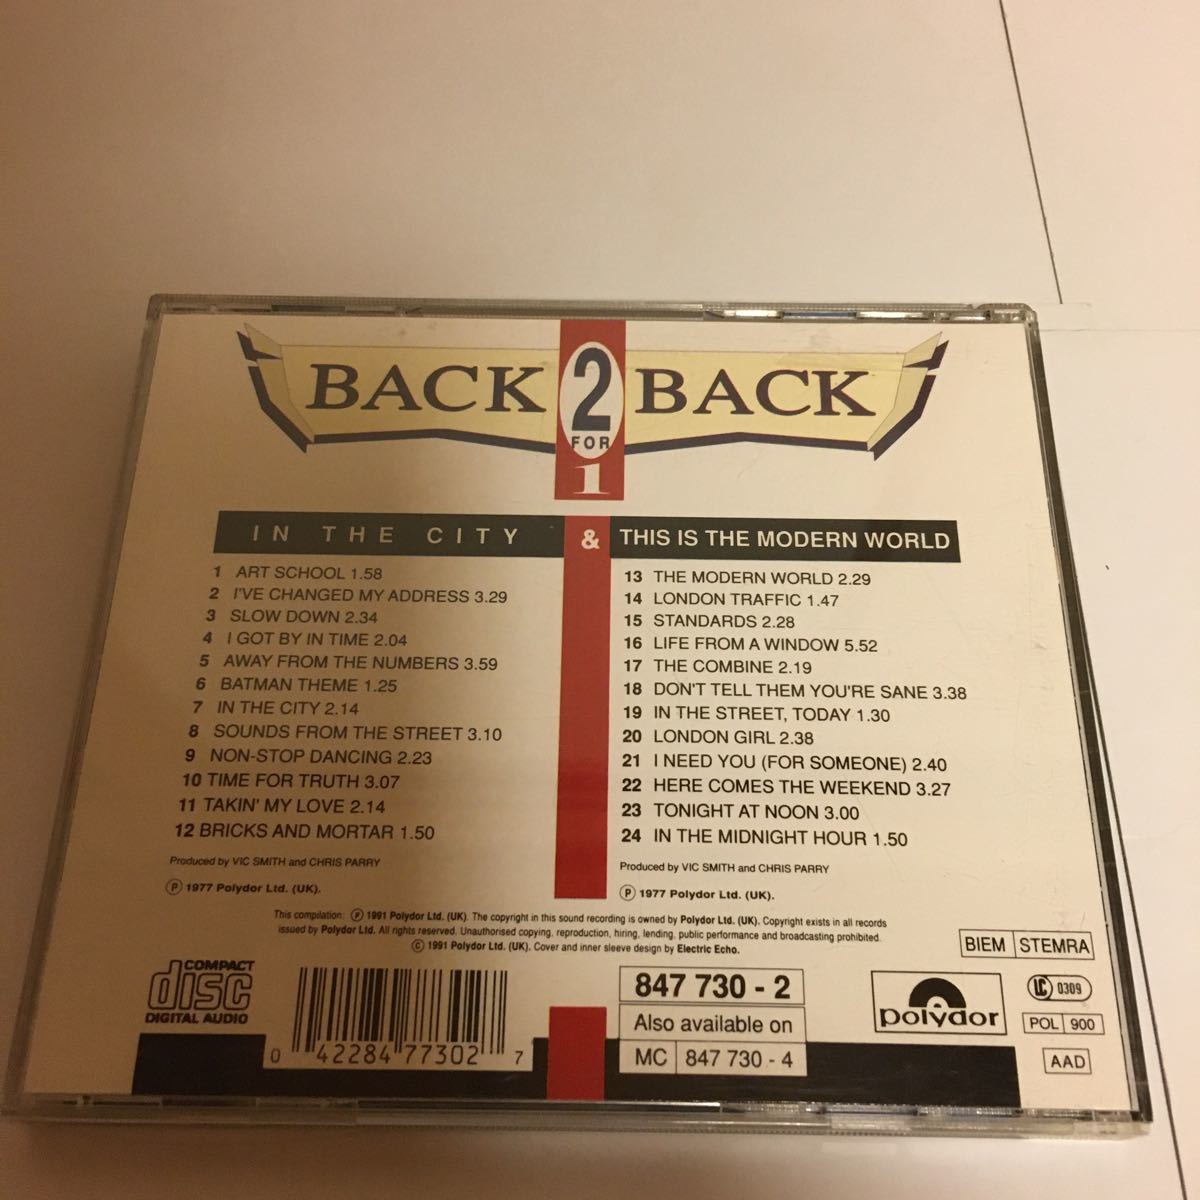 BACK 2 BACK
FOR
1
IN THE CITY & THIS IS THE MODERN WORLD
1 ART SCHOOL 1.58
2 I'VE CHANGED MY ADDRESS 3.29
3 SLOW DOWN 2.34
4 I GOT BY IN TIME 2.04
5 AWAY FROM THE NUMBERS 3.59
6 BATMAN THEME 1.25
7 IN THE CITY 2.14
8 SOUNDS FROM THE STREET 3.10
9 NON-STOP DANCING 2.23
10 TIME FOR TRUTH 3.07
11 TAKIN' MY LOVE 2.14
12 BRICKS AND MORTAR 1.50
Produced by VIC SMITH and CHRIS PARRY
Ⓟ 1977 Polydor Ltd. (UK).
13 THE MODERN WORLD 2.29
14 LONDON TRAFFIC 1.47
15 STANDARDS 2.28
16 LIFE FROM A WINDOW 5.52
17 THE COMBINE 2.19
18 DON'T TELL THEM YOU'RE SANE 3.38
19 IN THE STREET, TODAY 1.30
20 LONDON GIRL 2.38
21 I NEED YOU (FOR SOMEONE) 2.40
22 HERE COMES THE WEEKEND 3.27
23 TONIGHT AT NOON 3.00
24 IN THE MIDNIGHT HOUR 1.50
Produced by VIC SMITH and CHRIS PARRY
Ⓟ 1977 Polydor Ltd. (UK).
This compilation: Ⓟ 1991 Polydor Ltd. (UK). The copyright in this sound recording is owned by Polydor Ltd. (UK). Copyright exists in all records
issued by Polydor Ltd. All rights reserved. Unauthorised copying, reproduction, hiring, lending, public performance and broadcasting prohibited.
© 1991 Polydor Ltd. (UK). Cover and inner sleeve design by Electric Echo.
BIEM STEMRA
COMPACT
disc
DIGITAL AUDIO
0 42284 77302 7
847 730 - 2
Also available on
MC 847 730 - 4
polydor
LC 0309
POL 900
AAD